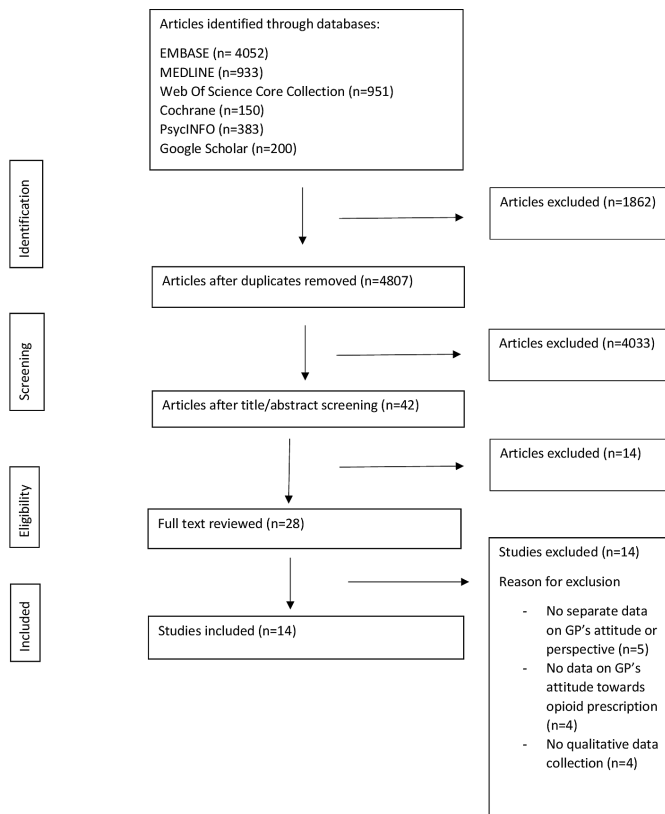 Articles identified through databases:
EMBASE (n= 4052)
MEDLINE (n=933)
Web Of Science Core Collection (n=951)
Cochrane (n=150)
PsycINFO (n=383)
Google Scholar (n=200)
Identification
Articles excluded (n=1862)
Articles after duplicates removed (n=4807)
Screening
Articles excluded (n=4033)
Articles after title/abstract screening (n=42)
Eligibility
Articles excluded (n=14)
Full text reviewed (n=28)
Included
Studies included (n=14)
Studies excluded (n=14)
Reason for exclusion
- No separate data
on GP's attitude or
perspective (n=5)
- No data on GP's
attitude towards
opioid prescription
(n=4)
- No qualitative data
collection (n=4)